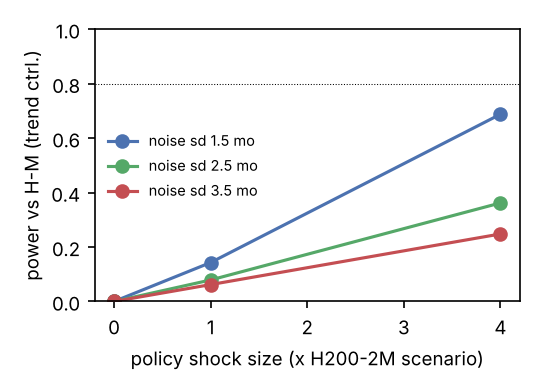 1.0
0.8
0.6
0.4
0.2
0.0
power vs H-M (trend ctrl.)
noise sd 1.5 mo
noise sd 2.5 mo
noise sd 3.5 mo
0 1 2 3 4
policy shock size (x H200-2M scenario)